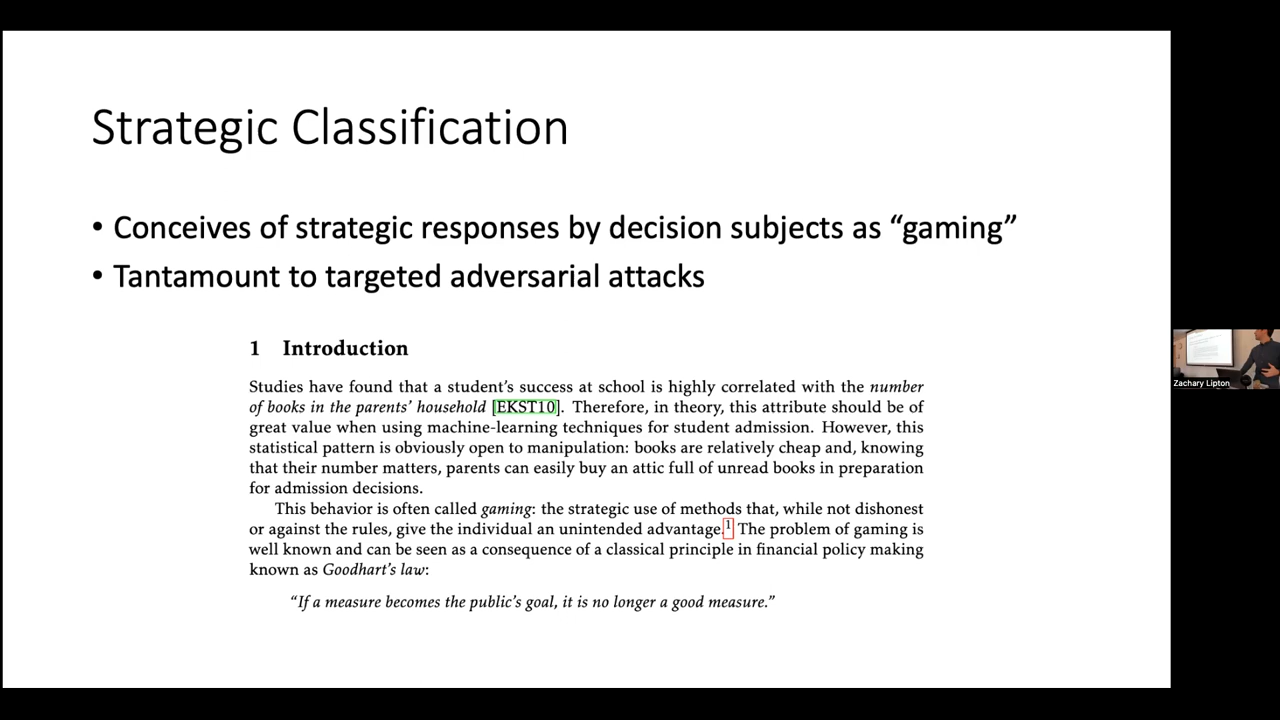 Strategic Classification
• Conceives of strategic responses by decision subjects as “gaming”
• Tantamount to targeted adversarial attacks
1 Introduction
Studies have found that a student’s success at school is highly correlated with the number
of books in the parents’ household [EKST10]. Therefore, in theory, this attribute should be of
great value when using machine-learning techniques for student admission. However, this
statistical pattern is obviously open to manipulation: books are relatively cheap and, knowing
that their number matters, parents can easily buy an attic full of unread books in preparation
for admission decisions.
This behavior is often called gaming: the strategic use of methods that, while not dishonest
or against the rules, give the individual an unintended advantage.1 The problem of gaming is
well known and can be seen as a consequence of a classical principle in financial policy making
known as Goodhart’s law:
“If a measure becomes the public’s goal, it is no longer a good measure.”
Zachary Lipton